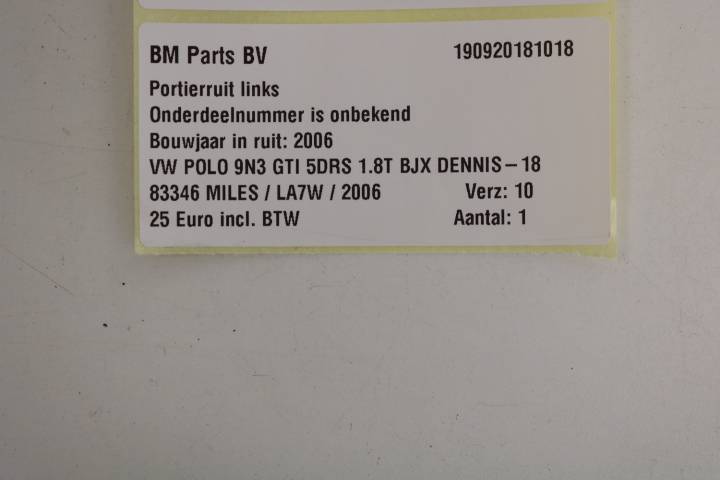 BM Parts BV 190920181018
Portierruit links
Onderdeelnummer is onbekend
Bouwjaar in ruit: 2006
VW POLO 9N3 GTI 5DRS 1.8T BJX DENNIS – 18
83346 MILES / LA7W / 2006 Verz: 10
25 Euro incl. BTW Aantal: 1